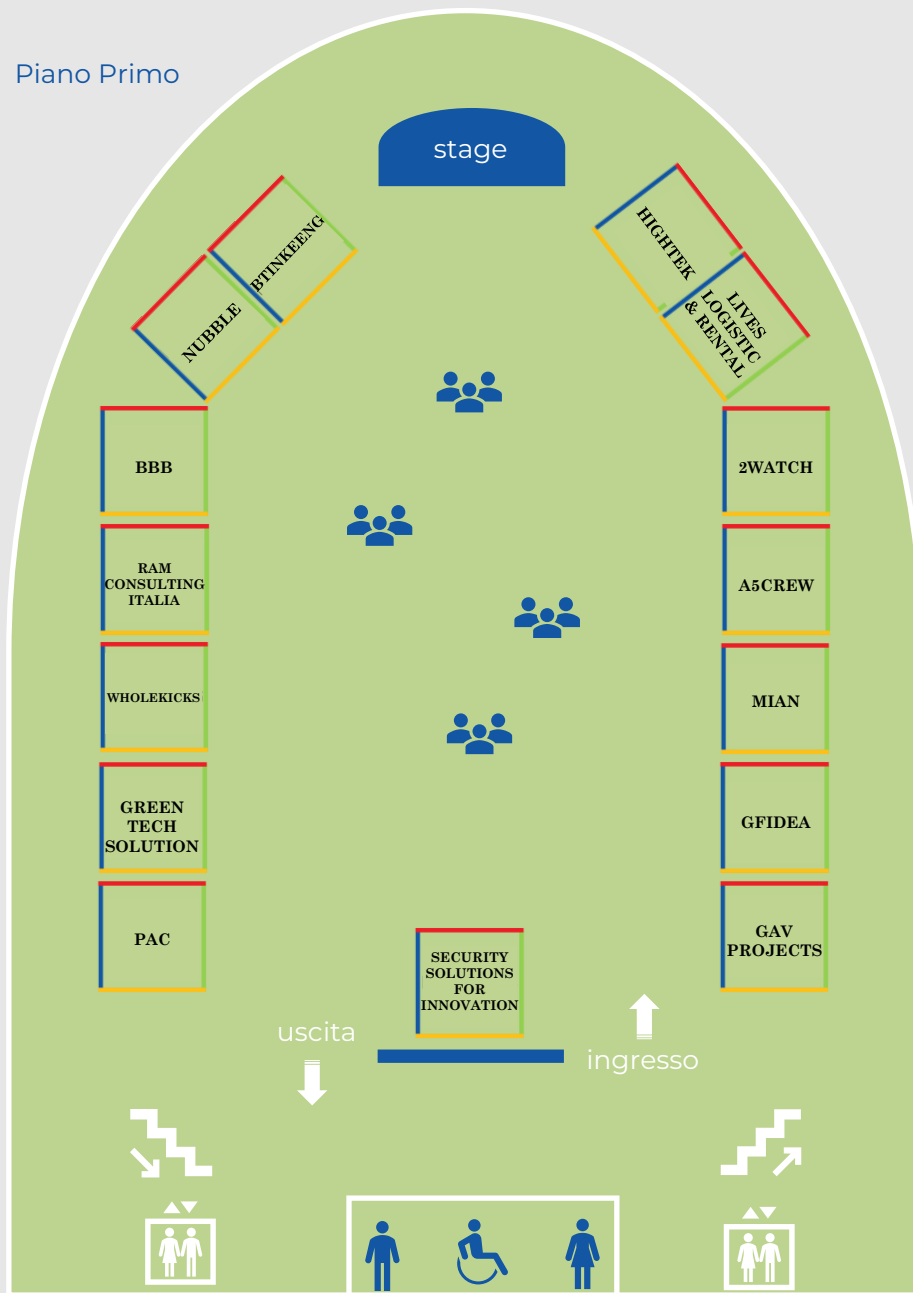 Piano Primo
stage
BTINKEENG
NUBBLE
HIGHTEK
LIVES
LOGISTIC
& RENTAL
BBB
2WATCH
RAM
CONSULTING
ITALIA
A5CREW
WHOLEKICKS
MIAN
GREEN
TECH
SOLUTION
GFIDEA
PAC
GAV
PROJECTS
SECURITY
SOLUTIONS
FOR
INNOVATION
uscita
ingresso